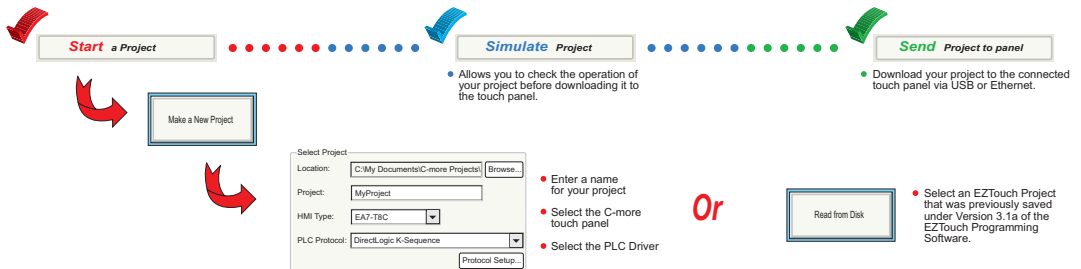 Start a Project
Simulate Project
Send Project to panel
Allows you to check the operation of
your project before downloading it to
the touch panel.
Download your project to the connected
touch panel via USB or Ethernet.
Make a New Project
Select Project
Location: C:\My Documents\C-more Projects\ Browse...
Project: MyProject
HMI Type: EA7-T8C
PLC Protocol: DirectLogic K-Sequence
Protocol Setup...
Enter a name
for your project
Select the C-more
touch panel
Select the PLC Driver
Or
Read from Disk
Select an EZTouch Project
that was previously saved
under Version 3.1a of the
EZTouch Programming
Software.